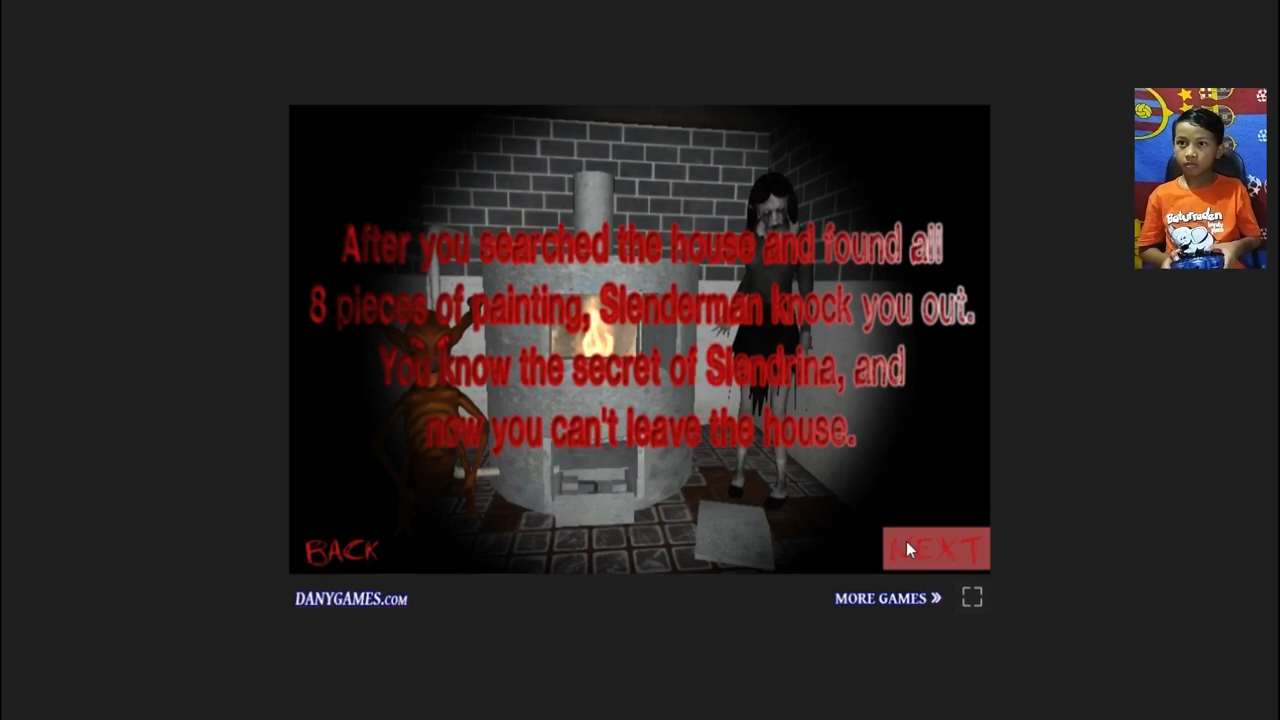 After you searched the house and found all
8 pieces of painting, Slenderman knock you out.
You know the secret of Slendrina, and
now you can't leave the house.
BACK
NEXT
DANYGAMES.COM
MORE GAMES »
Baturraden